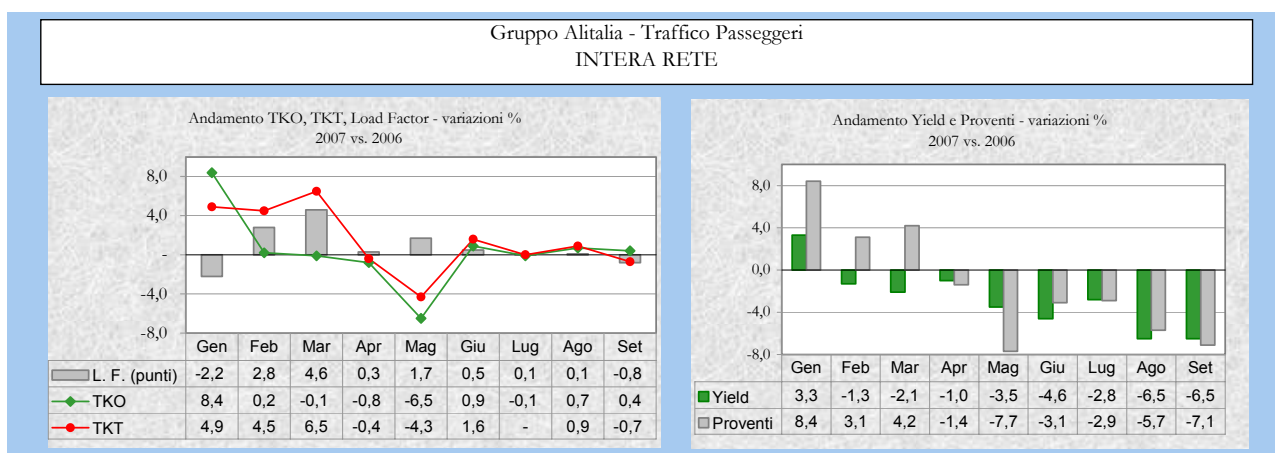 Gruppo Alitalia - Traffico Passeggeri
INTERA RETE
Andamento TKO, TKT, Load Factor - variazioni %
2007 vs. 2006
8,0
4,0
-
-4,0
-8,0
Gen Feb Mar Apr Mag Giu Lug Ago Set
L. F. (punti) -2,2 2,8 4,6 0,3 1,7 0,5 0,1 0,1 -0,8
TKO 8,4 0,2 -0,1 -0,8 -6,5 0,9 -0,1 0,7 0,4
TKT 4,9 4,5 6,5 -0,4 -4,3 1,6 - 0,9 -0,7
Andamento Yield e Proventi - variazioni %
2007 vs. 2006
8,0
4,0
0,0
-4,0
-8,0
Gen Feb Mar Apr Mag Giu Lug Ago Set
Yield 3,3 -1,3 -2,1 -1,0 -3,5 -4,6 -2,8 -6,5 -6,5
Proventi 8,4 3,1 4,2 -1,4 -7,7 -3,1 -2,9 -5,7 -7,1